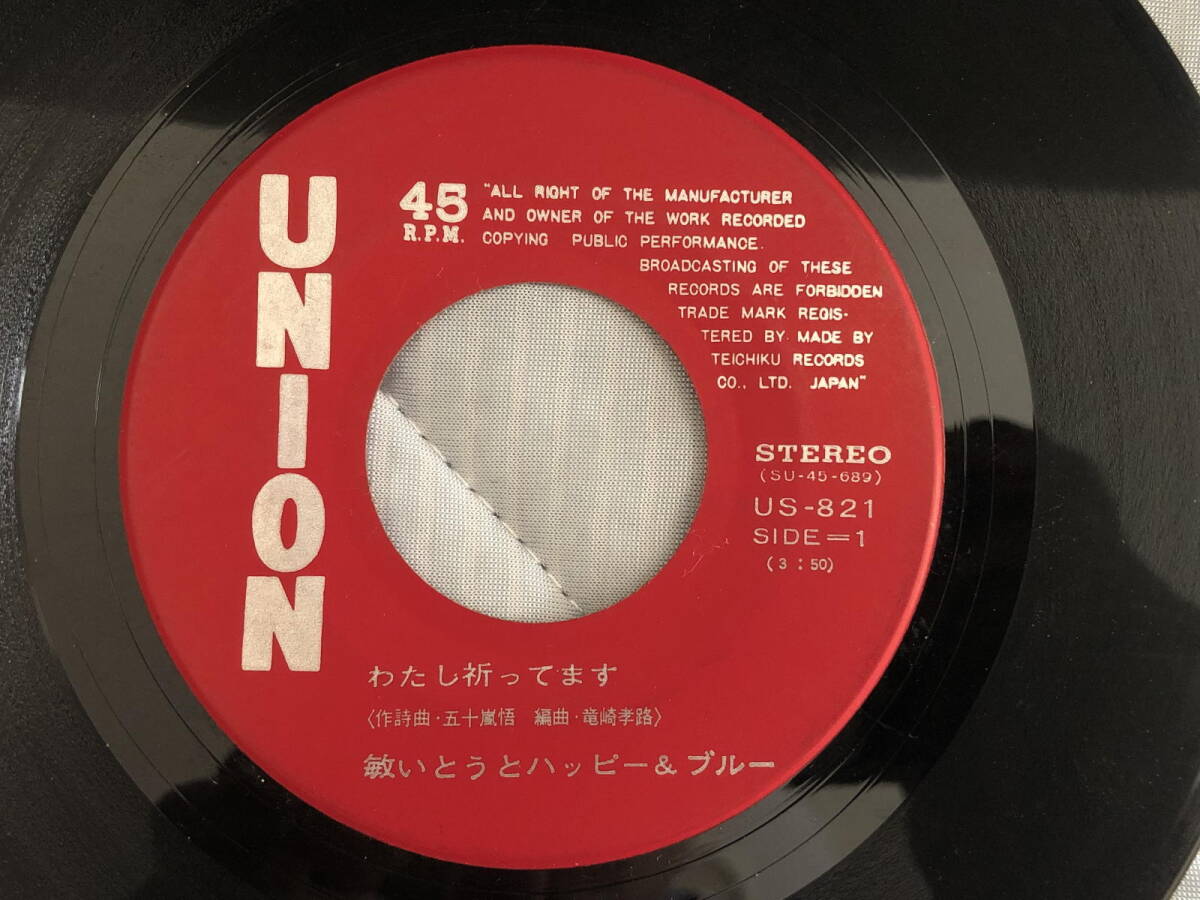 UNION
45
R.P.M.
"ALL RIGHT OF THE MANUFACTURER
AND OWNER OF THE WORK RECORDED
COPYING PUBLIC PERFORMANCE.
BROADCASTING OF THESE
RECORDS ARE FORBIDDEN
TRADE MARK REGIS-
TERED BY. MADE BY
TEICHIKU RECORDS
CO., LTD. JAPAN"
STEREO
(SU-45-689)
US-821
SIDE=1
(3:50)
わたし祈ってます
〈作詩曲・五十嵐悟 編曲・竜崎孝路〉
敏いとうとハッピー&ブルー